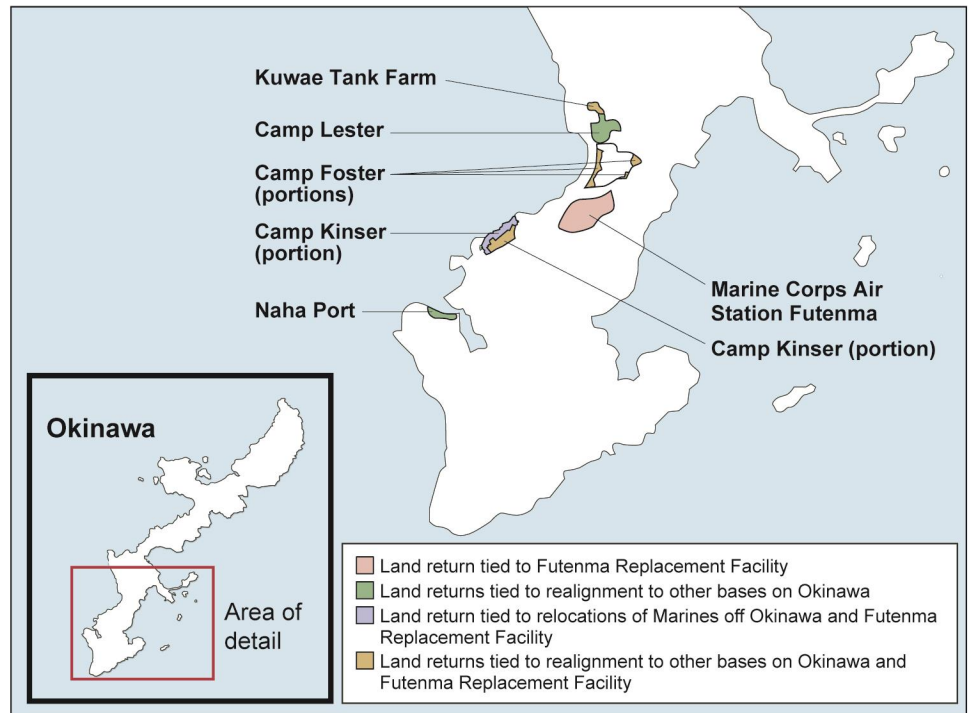 Kuwae Tank Farm
Camp Lester
Camp Foster
(portions)
Camp Kinser
(portion)
Naha Port
Marine Corps Air
Station Futenma
Camp Kinser (portion)
Okinawa
Area of
detail
Land return tied to Futenma Replacement Facility
Land returns tied to realignment to other bases on Okinawa
Land return tied to relocations of Marines off Okinawa and Futenma
Replacement Facility
Land returns tied to realignment to other bases on Okinawa and
Futenma Replacement Facility